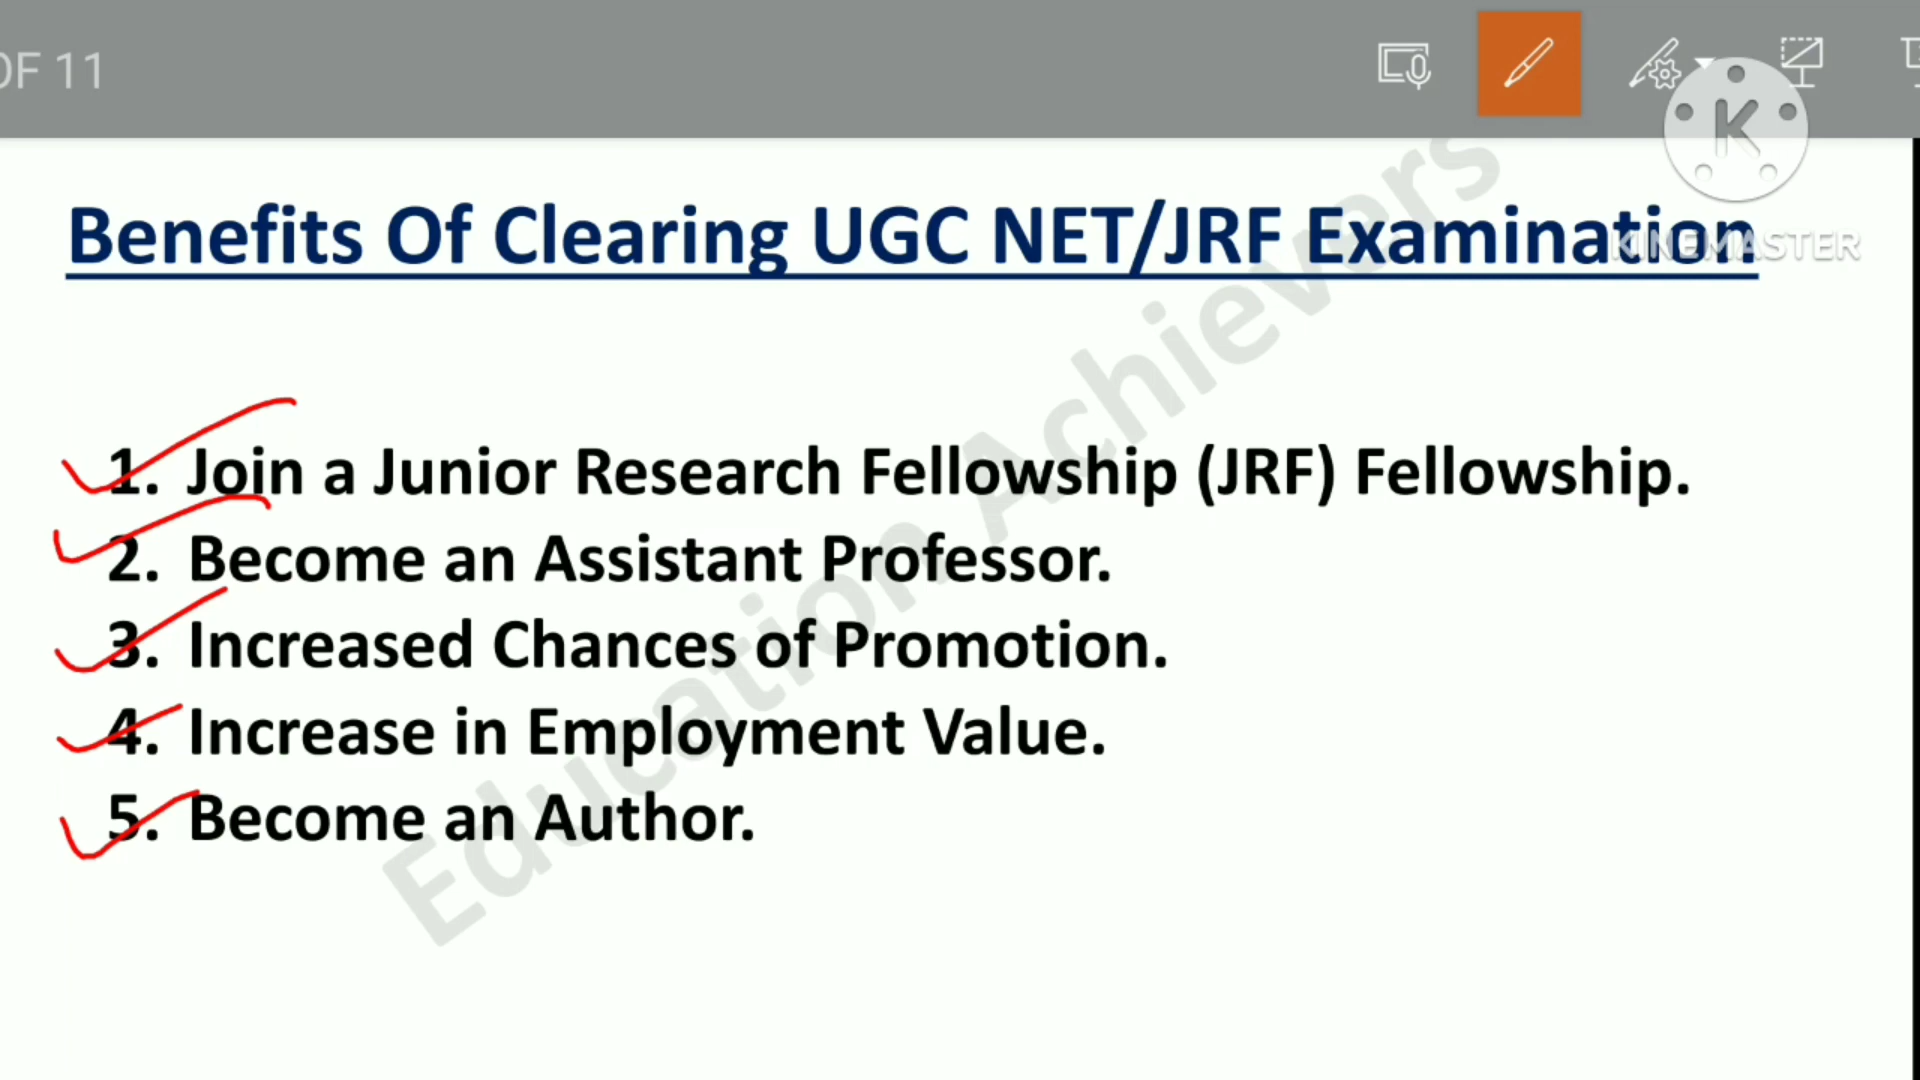 OF 11
K
KINEMASTER
Benefits Of Clearing UGC NET/JRF Examination
1. Join a Junior Research Fellowship (JRF) Fellowship.
2. Become an Assistant Professor.
3. Increased Chances of Promotion.
4. Increase in Employment Value.
5. Become an Author.
Education Achievers